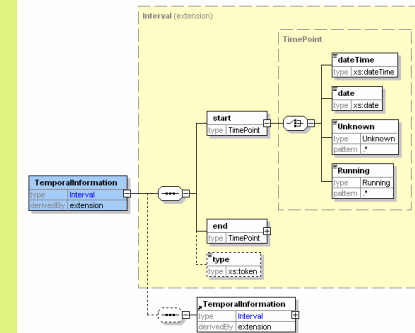 Interval (extension)
TimePoint
dateTime
type xs:dateTime
date
type xs:date
start
type TimePoint
Unknown
type Unknown
pattern .*
Running
type Running
pattern .*
TemporalInformation
type Interval
derivedBy extension
end
type TimePoint
type
type xs:token
TemporalInformation
type Interval
derivedBy extension